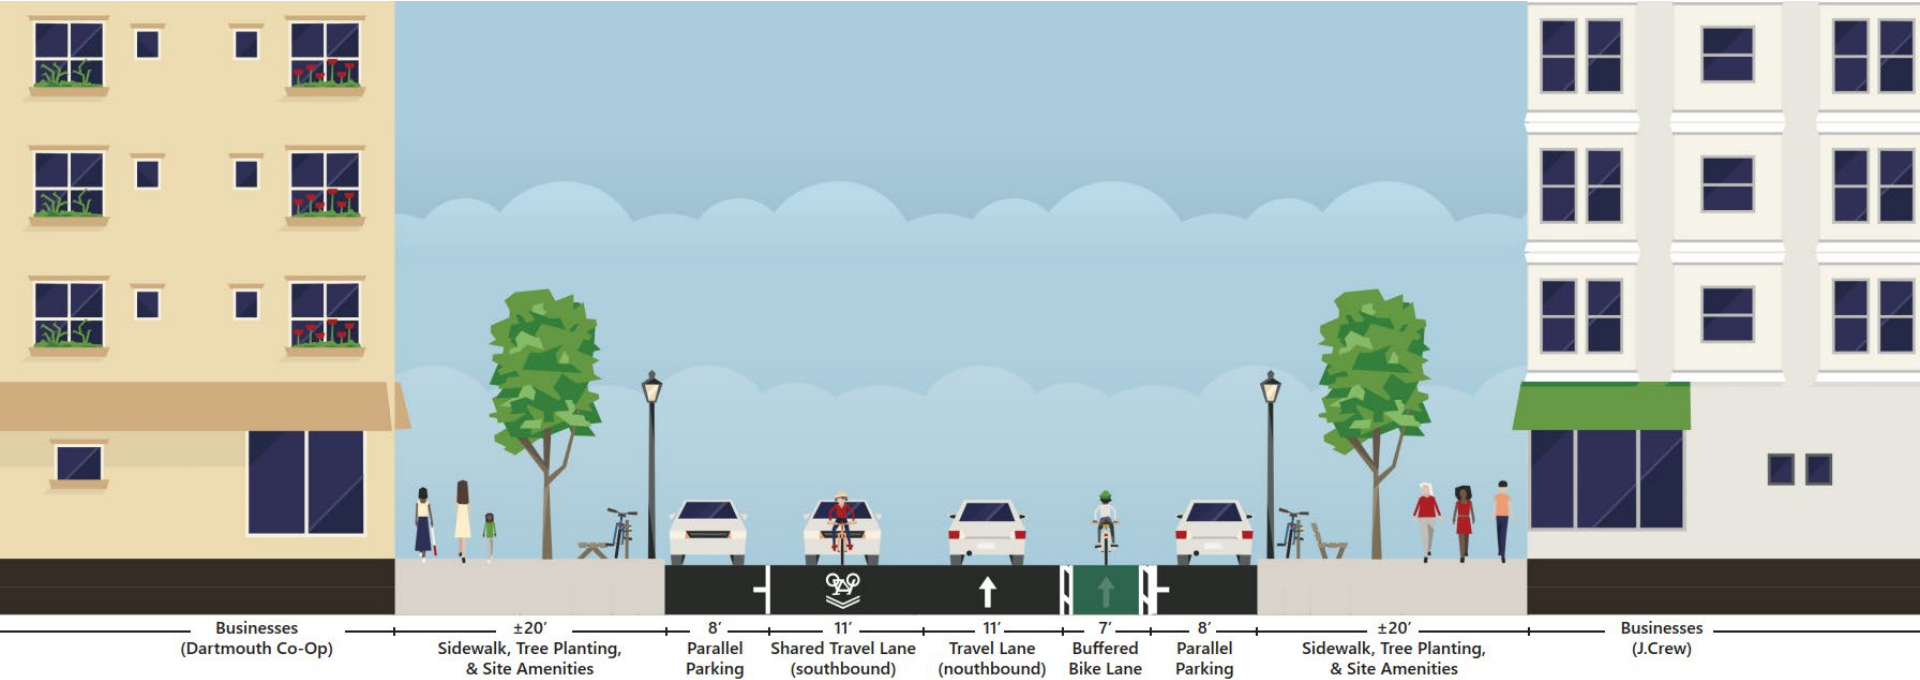 Businesses
(Dartmouth Co-Op)
±20’
Sidewalk, Tree Planting,
& Site Amenities
8’
Parallel
Parking
11’
Shared Travel Lane
(southbound)
11’
Travel Lane
(nouthbound)
7’
Buffered
Bike Lane
8’
Parallel
Parking
±20’
Sidewalk, Tree Planting,
& Site Amenities
Businesses
(J.Crew)